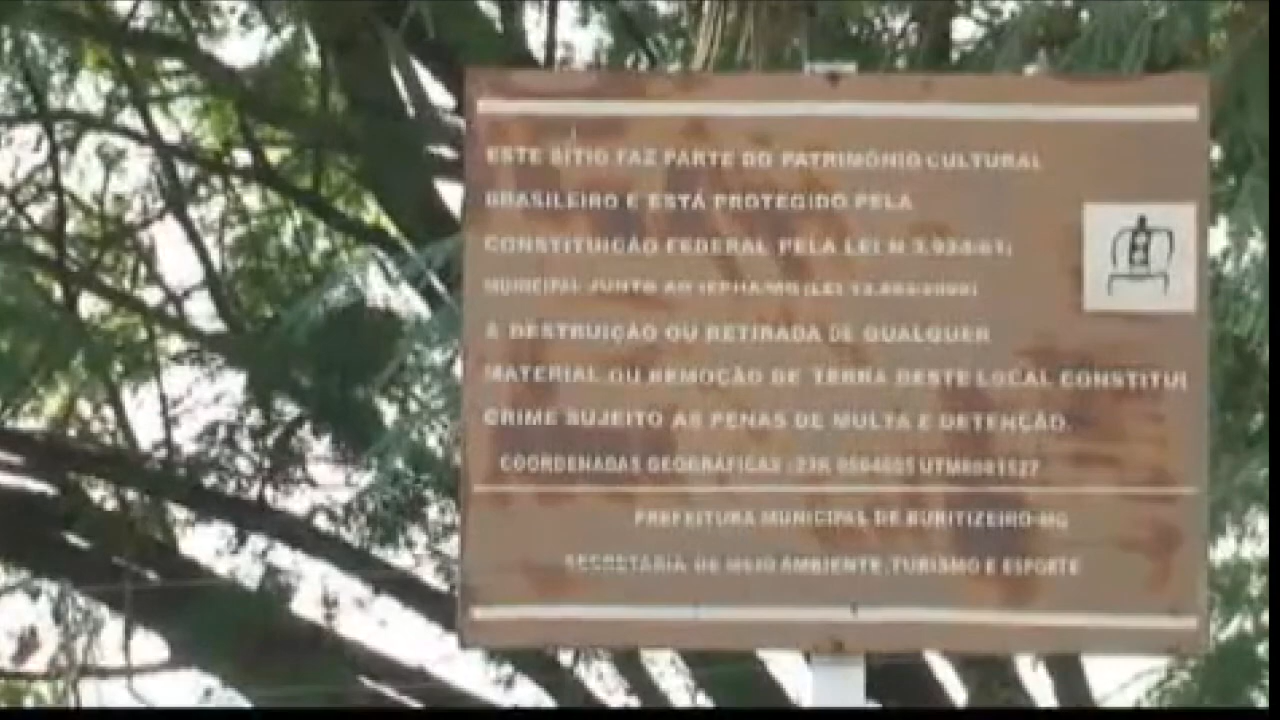 ESTE SÍTIO FAZ PARTE DO PATRIMÔNIO CULTURAL
BRASILEIRO E ESTÁ PROTEGIDO PELA
CONSTITUIÇÃO FEDERAL, PELA LEI N 3.924/61;
MUNICIPAL JUNTO AO IEPHA/MG (LEI
A DESTRUIÇÃO OU RETIRADA DE QUALQUER
MATERIAL OU REMOÇÃO DE TERRA DESTE LOCAL CONSTITUI
CRIME SUJEITO AS PENAS DE MULTA E DETENÇÃO.
COORDENADAS GEOGRÁFICAS : 23K
PREFEITURA MUNICIPAL DE BURITIZEIRO-MG
SECRETARIA DE MEIO AMBIENTE, TURISMO E ESPORTE